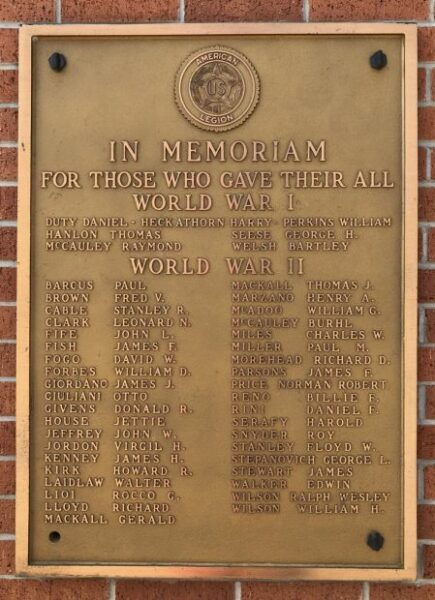 AMERICAN
US
LEGION
IN MEMORIAM
FOR THOSE WHO GAVE THEIR ALL
WORLD WAR I
DUTY DANIEL - HECKATHORN HARRY - PERKINS WILLIAM
HANLON THOMAS SEESE GEORGE H.
MCCAULEY RAYMOND WELSH BARTLEY
WORLD WAR II
BARCUS PAUL
BROWN FRED V.
CABLE STANLEY R.
CLARK LEONARD N.
FIFE JOHN L.
FISH JAMES F.
FOGO DAVID W.
FORBES WILLIAM D.
GIORDANO JAMES J.
GIULIANI OTTO
GIVENS DONALD R.
HOUSE JETTIE
JEFFREY JOHN W.
JORDON VIRGIL H.
KENNEY JAMES H.
KIRK HOWARD R.
LAIDLAW WALTER
LIOI ROCCO G.
LLOYD RICHARD
MACKALL GERALD
MACKALL THOMAS J.
MARZANO HENRY A.
MCADOO WILLIAM G.
MCCAULEY BURHL
MILES CHARLES W.
MILLER PAUL M.
MOREHEAD RICHARD D.
PARSONS JAMES F.
PRICE NORMAN ROBERT
RENO BILLIE F.
RINI DANIEL F.
SERAFY HAROLD
SNYDER ROY
STANLEY FLOYD W.
STEPANOVICH GEORGE L.
STEWART JAMES
WALKER EDWIN
WILSON RALPH WESLEY
WILSON WILLIAM H.